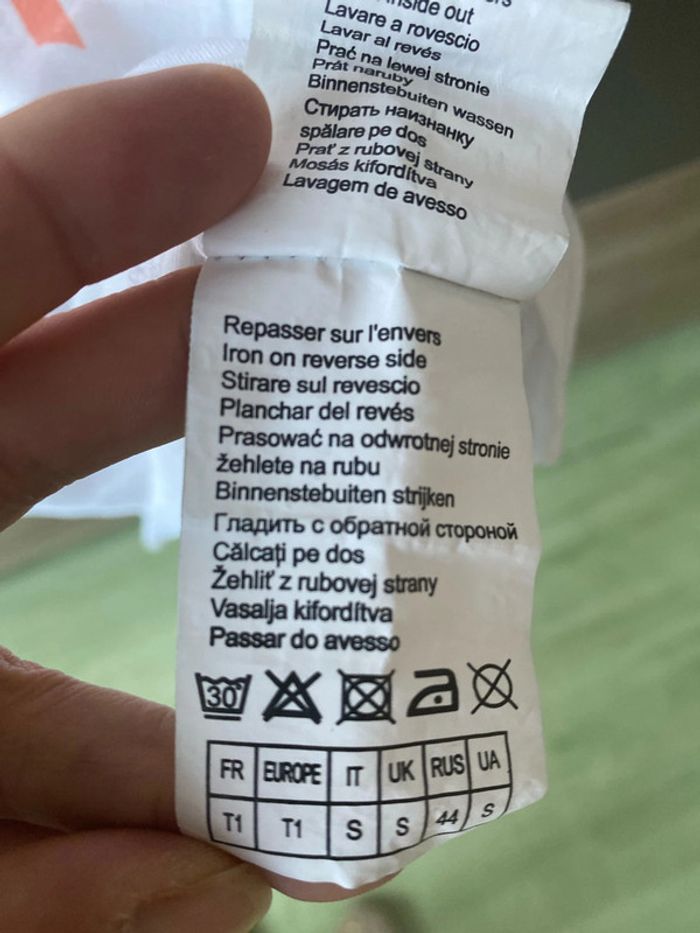 inside out
Lavare a rovescio
Lavar al revés
Prać na lewej stronie
Prát naruby
Binnenstebuiten wassen
Стирать наизнанку
spălare pe dos
Prať z rubovej strany
Mosás kifordítva
Lavagem de avesso
Repasser sur l'envers
Iron on reverse side
Stirare sul revescio
Planchar del revés
Prasować na odwrotnej stronie
žehlete na rubu
Binnenstebuiten strijken
Гладить с обратной стороной
Călcați pe dos
Žehliť z rubovej strany
Vasalja kifordítva
Passar do avesso
30°
FR EUROPE IT UK RUS UA
T1 T1 S S 44 S